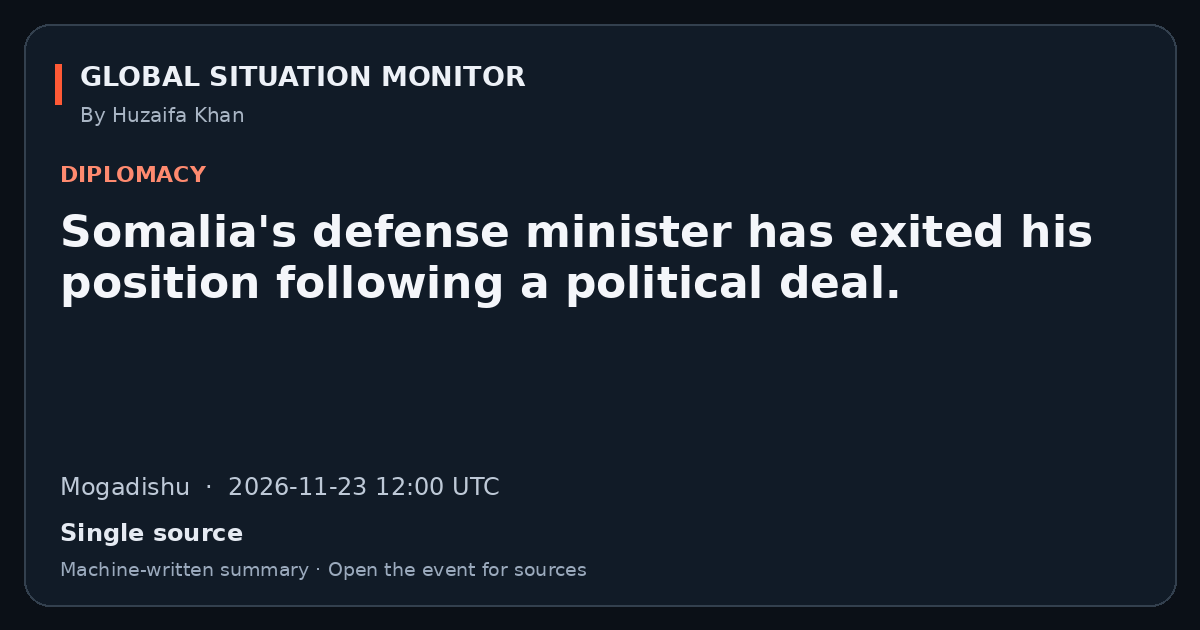 GLOBAL SITUATION MONITOR
By Huzaifa Khan
DIPLOMACY
Somalia's defense minister has exited his
position following a political deal.
Mogadishu · 2026-11-23 12:00 UTC
Single source
Machine-written summary · Open the event for sources